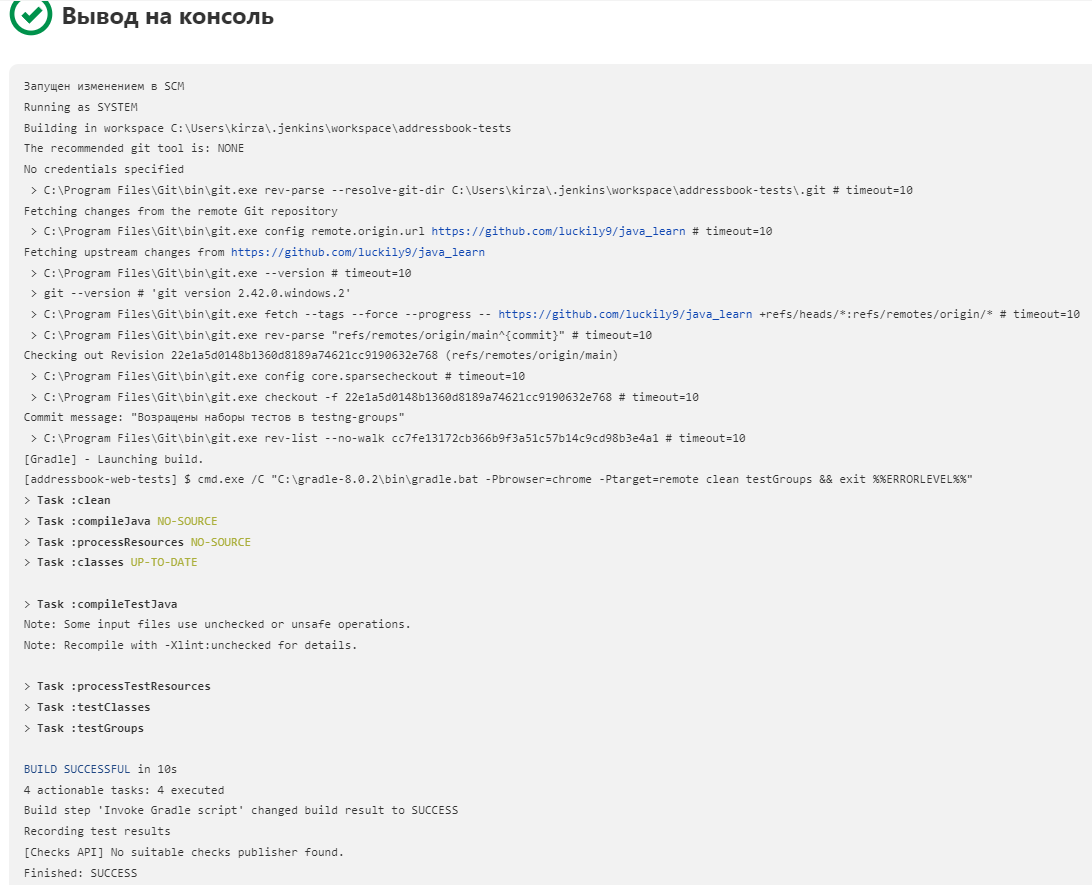 Вывод на консоль
Запущен изменением в SCM
Running as SYSTEM
Building in workspace C:\Users\kirza\.jenkins\workspace\addressbook-tests
The recommended git tool is: NONE
No credentials specified
> C:\Program Files\Git\bin\git.exe rev-parse --resolve-git-dir C:\Users\kirza\.jenkins\workspace\addressbook-tests\.git # timeout=10
Fetching changes from the remote Git repository
> C:\Program Files\Git\bin\git.exe config remote.origin.url https://github.com/luckily9/java_learn # timeout=10
Fetching upstream changes from https://github.com/luckily9/java_learn
> C:\Program Files\Git\bin\git.exe --version # timeout=10
> git --version # 'git version 2.42.0.windows.2'
> C:\Program Files\Git\bin\git.exe fetch --tags --force --progress -- https://github.com/luckily9/java_learn +refs/heads/*:refs/remotes/origin/* # timeout=10
> C:\Program Files\Git\bin\git.exe rev-parse "refs/remotes/origin/main^{commit}" # timeout=10
Checking out Revision 22e1a5d0148b1360d8189a74621cc9190632e768 (refs/remotes/origin/main)
> C:\Program Files\Git\bin\git.exe config core.sparsecheckout # timeout=10
> C:\Program Files\Git\bin\git.exe checkout -f 22e1a5d0148b1360d8189a74621cc9190632e768 # timeout=10
Commit message: "Возращены наборы тестов в testng-groups"
> C:\Program Files\Git\bin\git.exe rev-list --no-walk cc7fe13172cb366b9f3a51c57b14c9cd98b3e4a1 # timeout=10
[Gradle] - Launching build.
[addressbook-web-tests] $ cmd.exe /C "C:\gradle-8.0.2\bin\gradle.bat -Pbrowser=chrome -Ptarget=remote clean testGroups && exit %%ERRORLEVEL%%"
> Task :clean
> Task :compileJava NO-SOURCE
> Task :processResources NO-SOURCE
> Task :classes UP-TO-DATE
> Task :compileTestJava
Note: Some input files use unchecked or unsafe operations.
Note: Recompile with -Xlint:unchecked for details.
> Task :processTestResources
> Task :testClasses
> Task :testGroups
BUILD SUCCESSFUL in 10s
4 actionable tasks: 4 executed
Build step 'Invoke Gradle script' changed build result to SUCCESS
Recording test results
[Checks API] No suitable checks publisher found.
Finished: SUCCESS